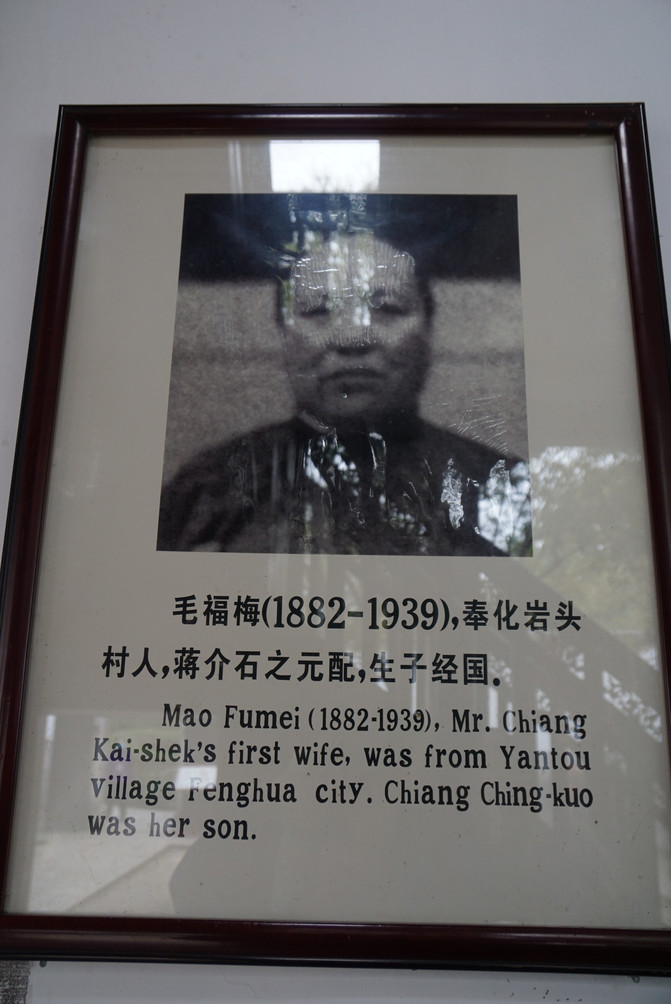 毛福梅(1882-1939),奉化岩头
村人,蒋介石之元配,生子经国。
Mao Fumei (1882-1939), Mr. Chiang
Kai-shek's first wife, was from Yantou
village Fenghua city. Chiang Ching-kuo
was her son.